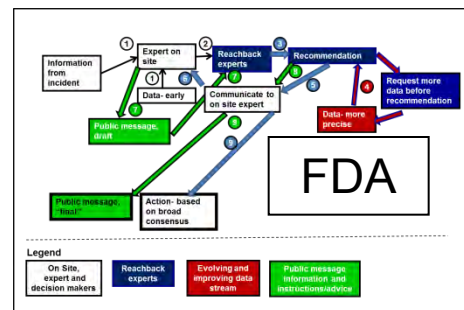 1
2
3
Information
from
incident
Expert on
site
Reachback
experts
Recommendation
1
6
7
8
5
4
Request more
data before
recommendation
7
Data- early
Communicate to
on site expert
Data- more
precise
Public message,
draft
9
9
FDA
Public message,
"final"
Action- based
on broad
consensus
Legend
On Site,
expert and
decision makers
Reachback
experts
Evolving and
improving data
stream
Public message
information and
instructions/advice